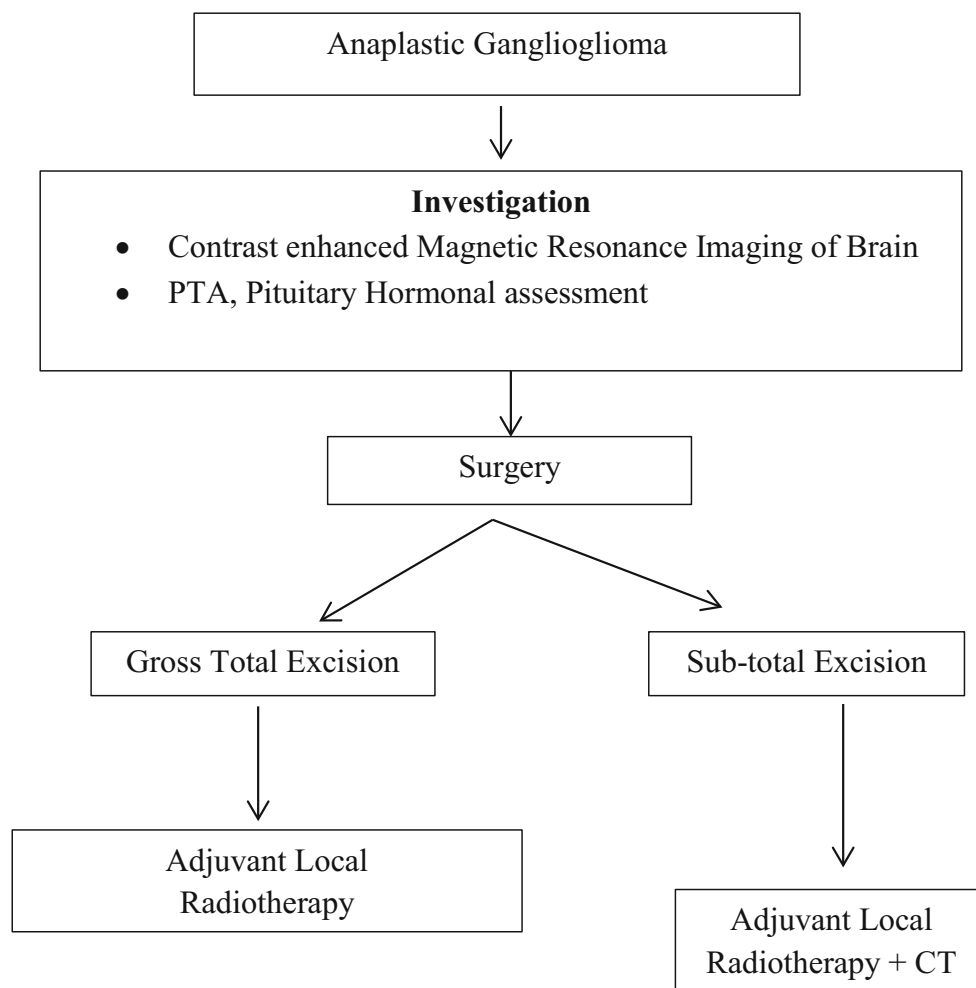 Anaplastic Ganglioglioma
Investigation
• Contrast enhanced Magnetic Resonance Imaging of Brain
• PTA, Pituitary Hormonal assessment
Surgery
Gross Total Excision
Sub-total Excision
Adjuvant Local
Radiotherapy
Adjuvant Local
Radiotherapy + CT